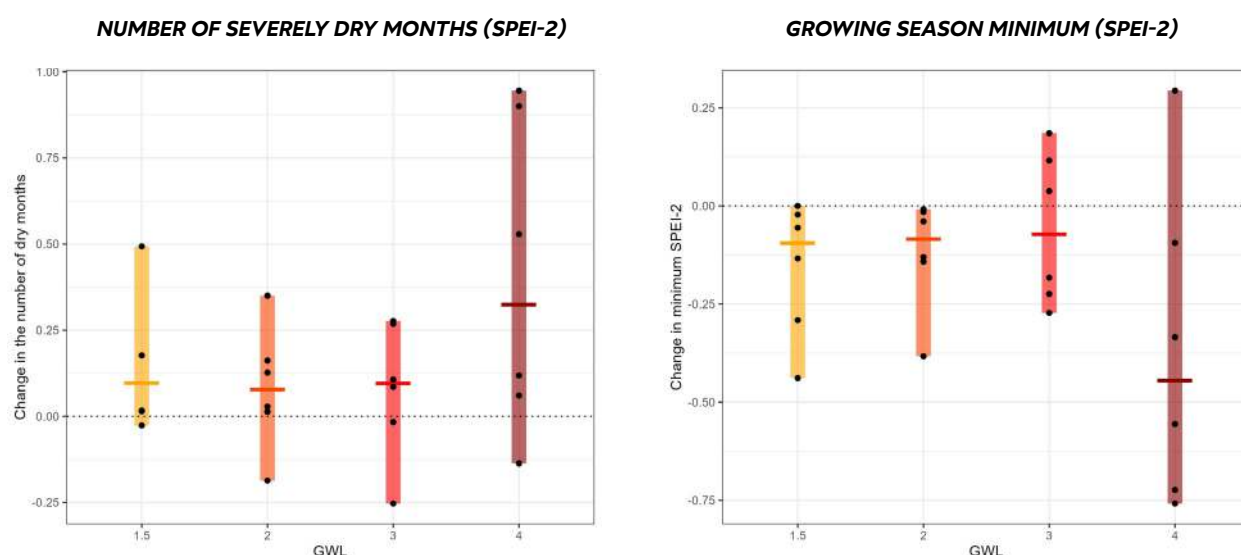 NUMBER OF SEVERELY DRY MONTHS (SPEI-2)
Change in the number of dry months
1.00
0.75
0.50
0.25
0.00
-0.25
1.5 2 3 4
GWL
GROWING SEASON MINIMUM (SPEI-2)
Change in minimum SPEI-2
0.25
0.00
-0.25
-0.50
-0.75
1.5 2 3 4
GWL